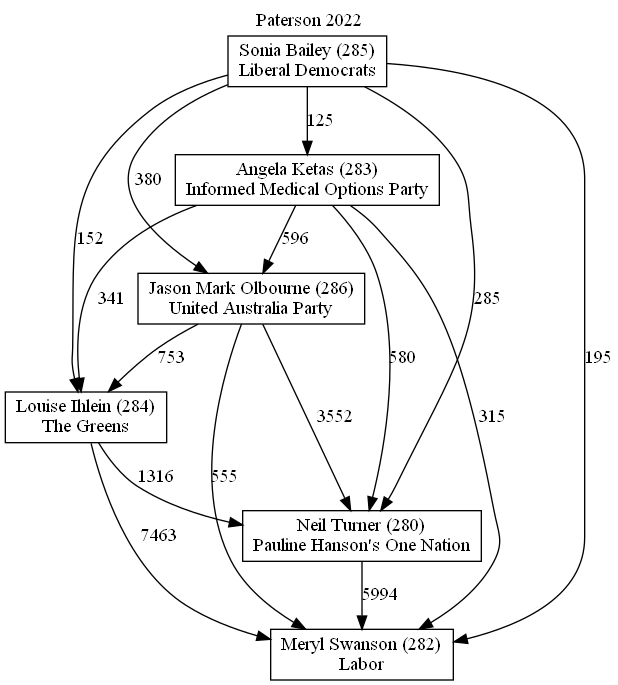 Paterson 2022
Sonia Bailey (285)
Liberal Democrats
125
Angela Ketas (283)
Informed Medical Options Party
380
152
596
341
Jason Mark Olbourne (286)
United Australia Party
285
753
580
195
Louise Ihlein (284)
The Greens
3552
315
1316
555
Neil Turner (280)
Pauline Hanson's One Nation
7463
5994
Meryl Swanson (282)
Labor